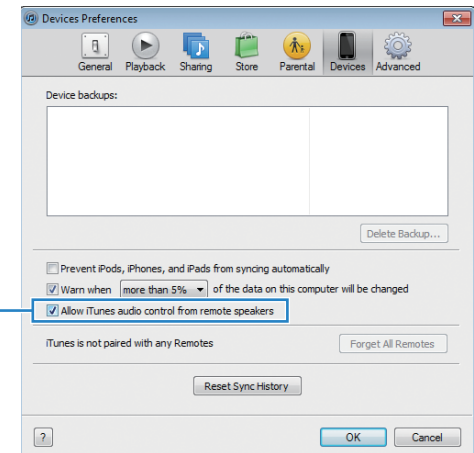 Devices Preferences
General Playback Sharing Store Parental Devices Advanced
Device backups:
Delete Backup...
Prevent iPods, iPhones, and iPads from syncing automatically
Warn when more than 5% of the data on this computer will be changed
Allow iTunes audio control from remote speakers
iTunes is not paired with any Remotes Forget All Remotes
Reset Sync History
? OK Cancel